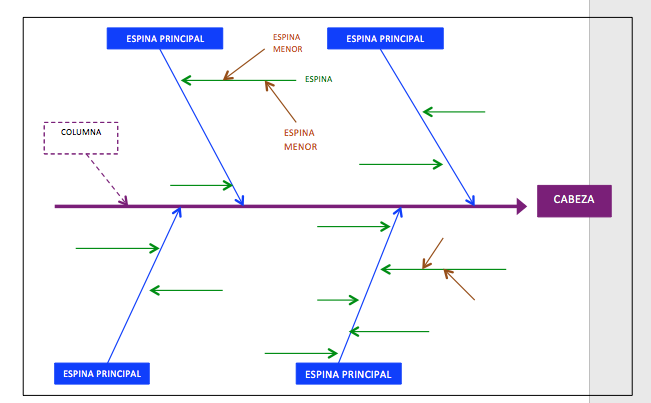 ESPINA PRINCIPAL
ESPINA
MENOR
ESPINA PRINCIPAL
ESPINA
COLUMNA
ESPINA
MENOR
CABEZA
ESPINA PRINCIPAL
ESPINA PRINCIPAL